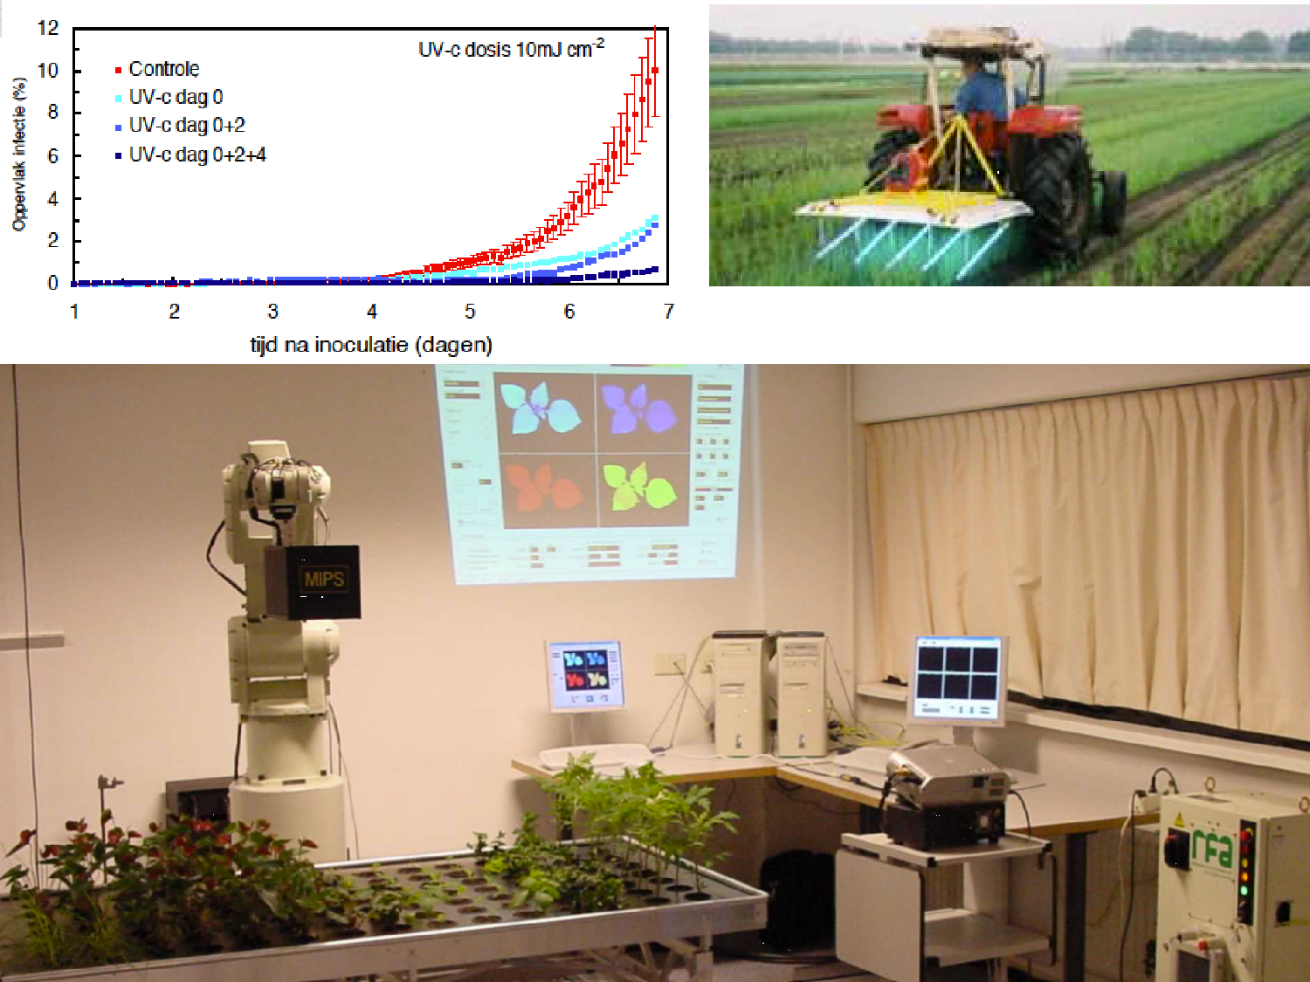 12
10
8
6
4
2
0
Oppervlak infectie (%)
UV-c dosis 10mJ cm-2
Controle
UV-c dag 0
UV-c dag 0+2
UV-c dag 0+2+4
1 2 3 4 5 6 7
tijd na inoculatie (dagen)
MIPS
rfa